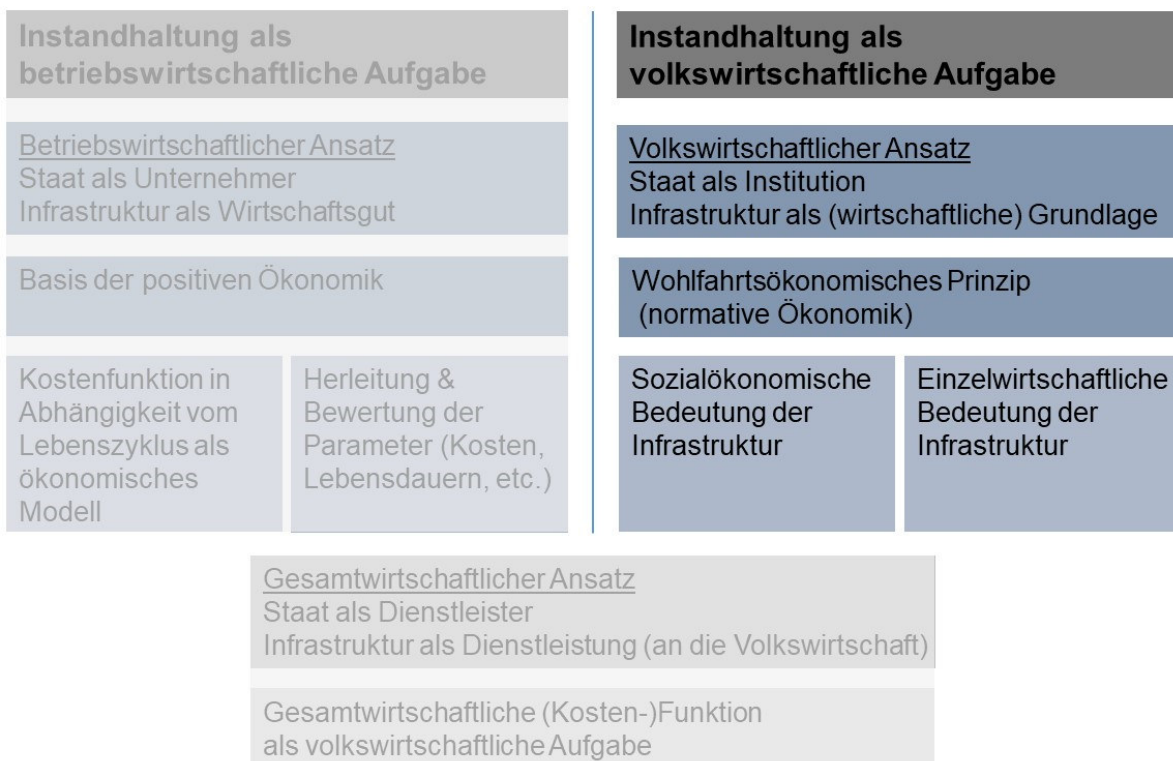 Instandhaltung als
betriebswirtschaftliche Aufgabe
Betriebswirtschaftlicher Ansatz
Staat als Unternehmer
Infrastruktur als Wirtschaftsgut
Basis der positiven Ökonomik
Kostenfunktion in
Abhängigkeit vom
Lebenszyklus als
ökonomisches
Modell
Herleitung &
Bewertung der
Parameter (Kosten,
Lebensdauern, etc.)
Instandhaltung als
volkswirtschaftliche Aufgabe
Volkswirtschaftlicher Ansatz
Staat als Institution
Infrastruktur als (wirtschaftliche) Grundlage
Wohlfahrtsökonomisches Prinzip
(normative Ökonomik)
Sozialökonomische
Bedeutung der
Infrastruktur
Einzelwirtschaftliche
Bedeutung der
Infrastruktur
Gesamtwirtschaftlicher Ansatz
Staat als Dienstleister
Infrastruktur als Dienstleistung (an die Volkswirtschaft)
Gesamtwirtschaftliche (Kosten-)Funktion
als volkswirtschaftliche Aufgabe